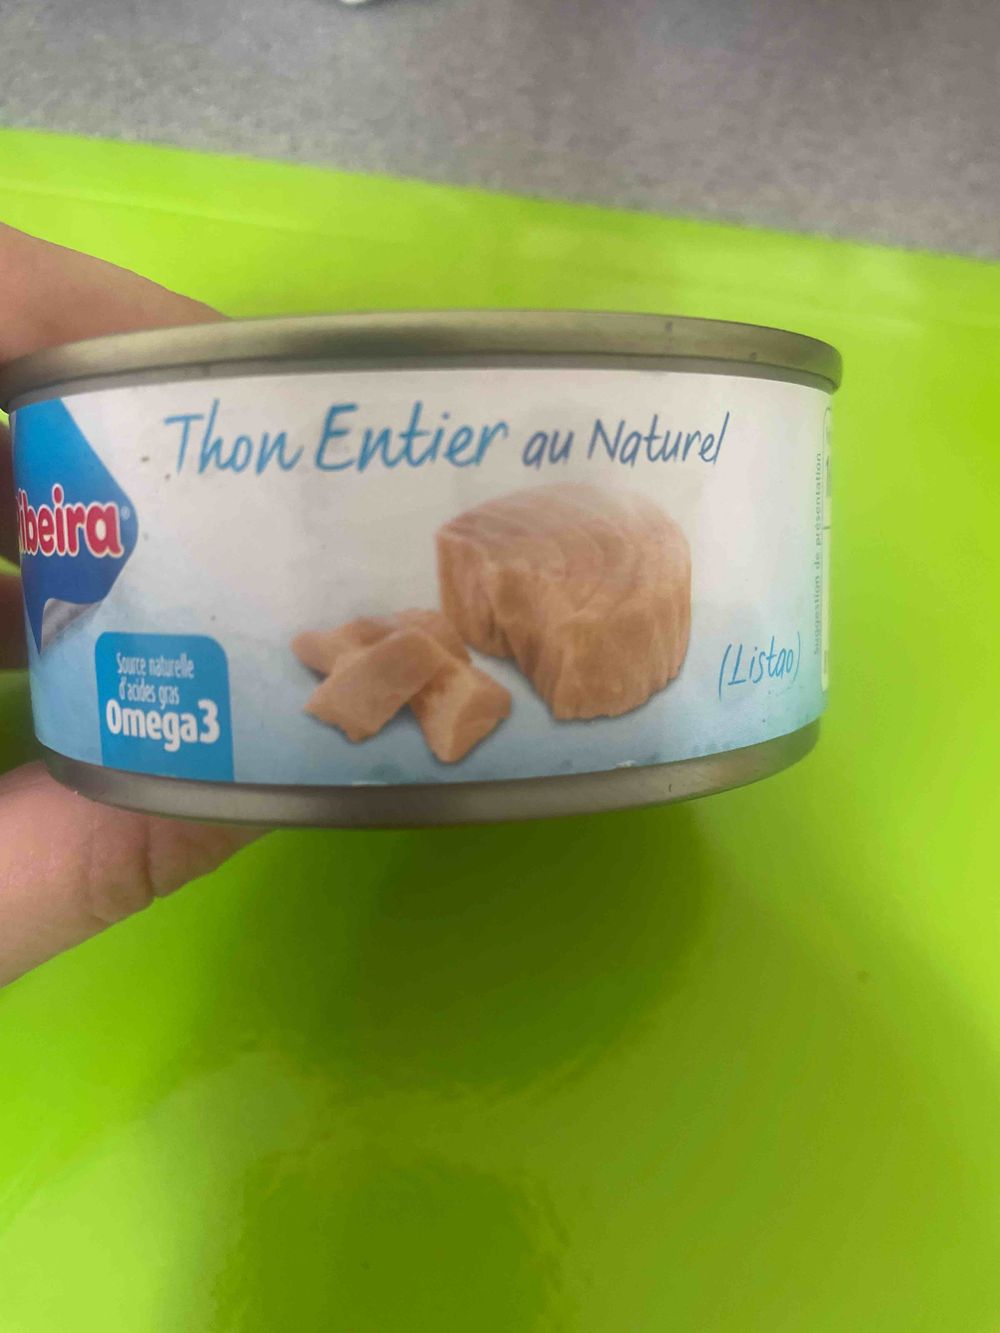 Thon Entier au Naturel
ibeira®
Source naturelle
d'acides gras
Omega3
(Listao)
Suggestion de présentation